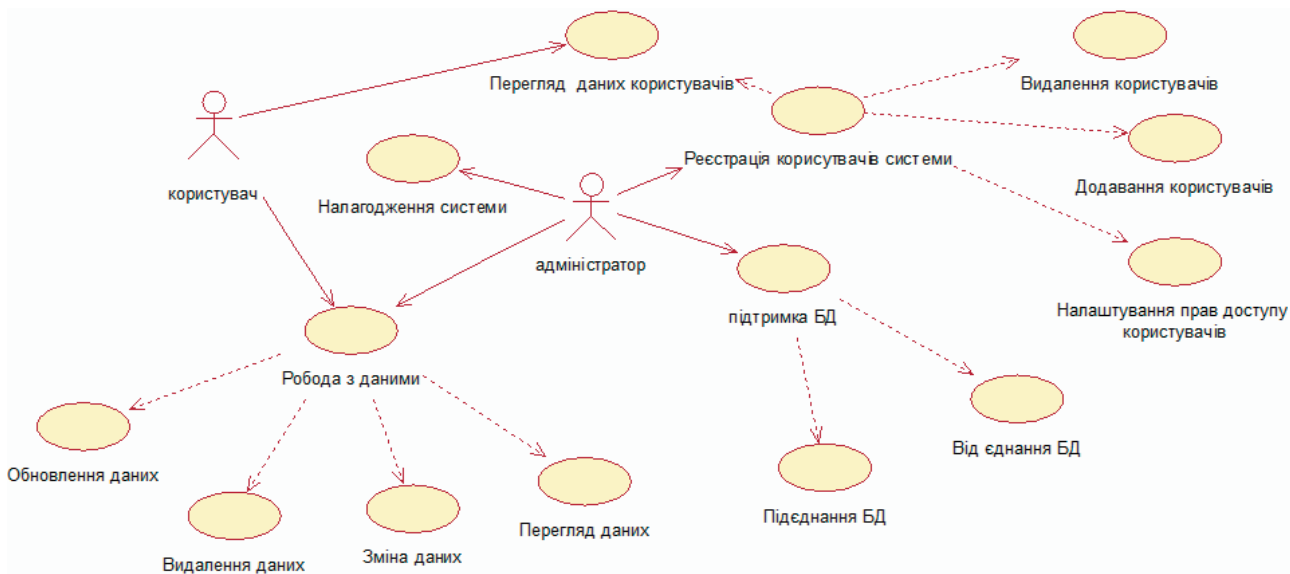 Перегляд даних користувачів
Видалення користувачів
Реєстрація корисутвачів системи
Додавання користувачів
користувач
Налагодження системи
адміністратор
підтримка БД
Налаштування прав доступу
користувачів
Робода з даними
Від єднання БД
Обновлення даних
Підєднання БД
Перегляд даних
Зміна даних
Видалення даних